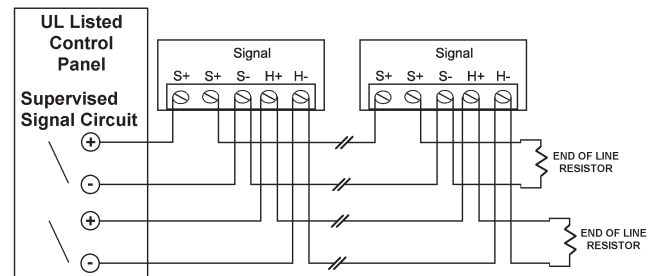 UL Listed
Control
Panel
Supervised
Signal Circuit
+
-
+
-
Signal
S+ S+ S- H+ H-
Signal
S+ S+ S- H+ H-
END OF LINE
RESISTOR
END OF LINE
RESISTOR